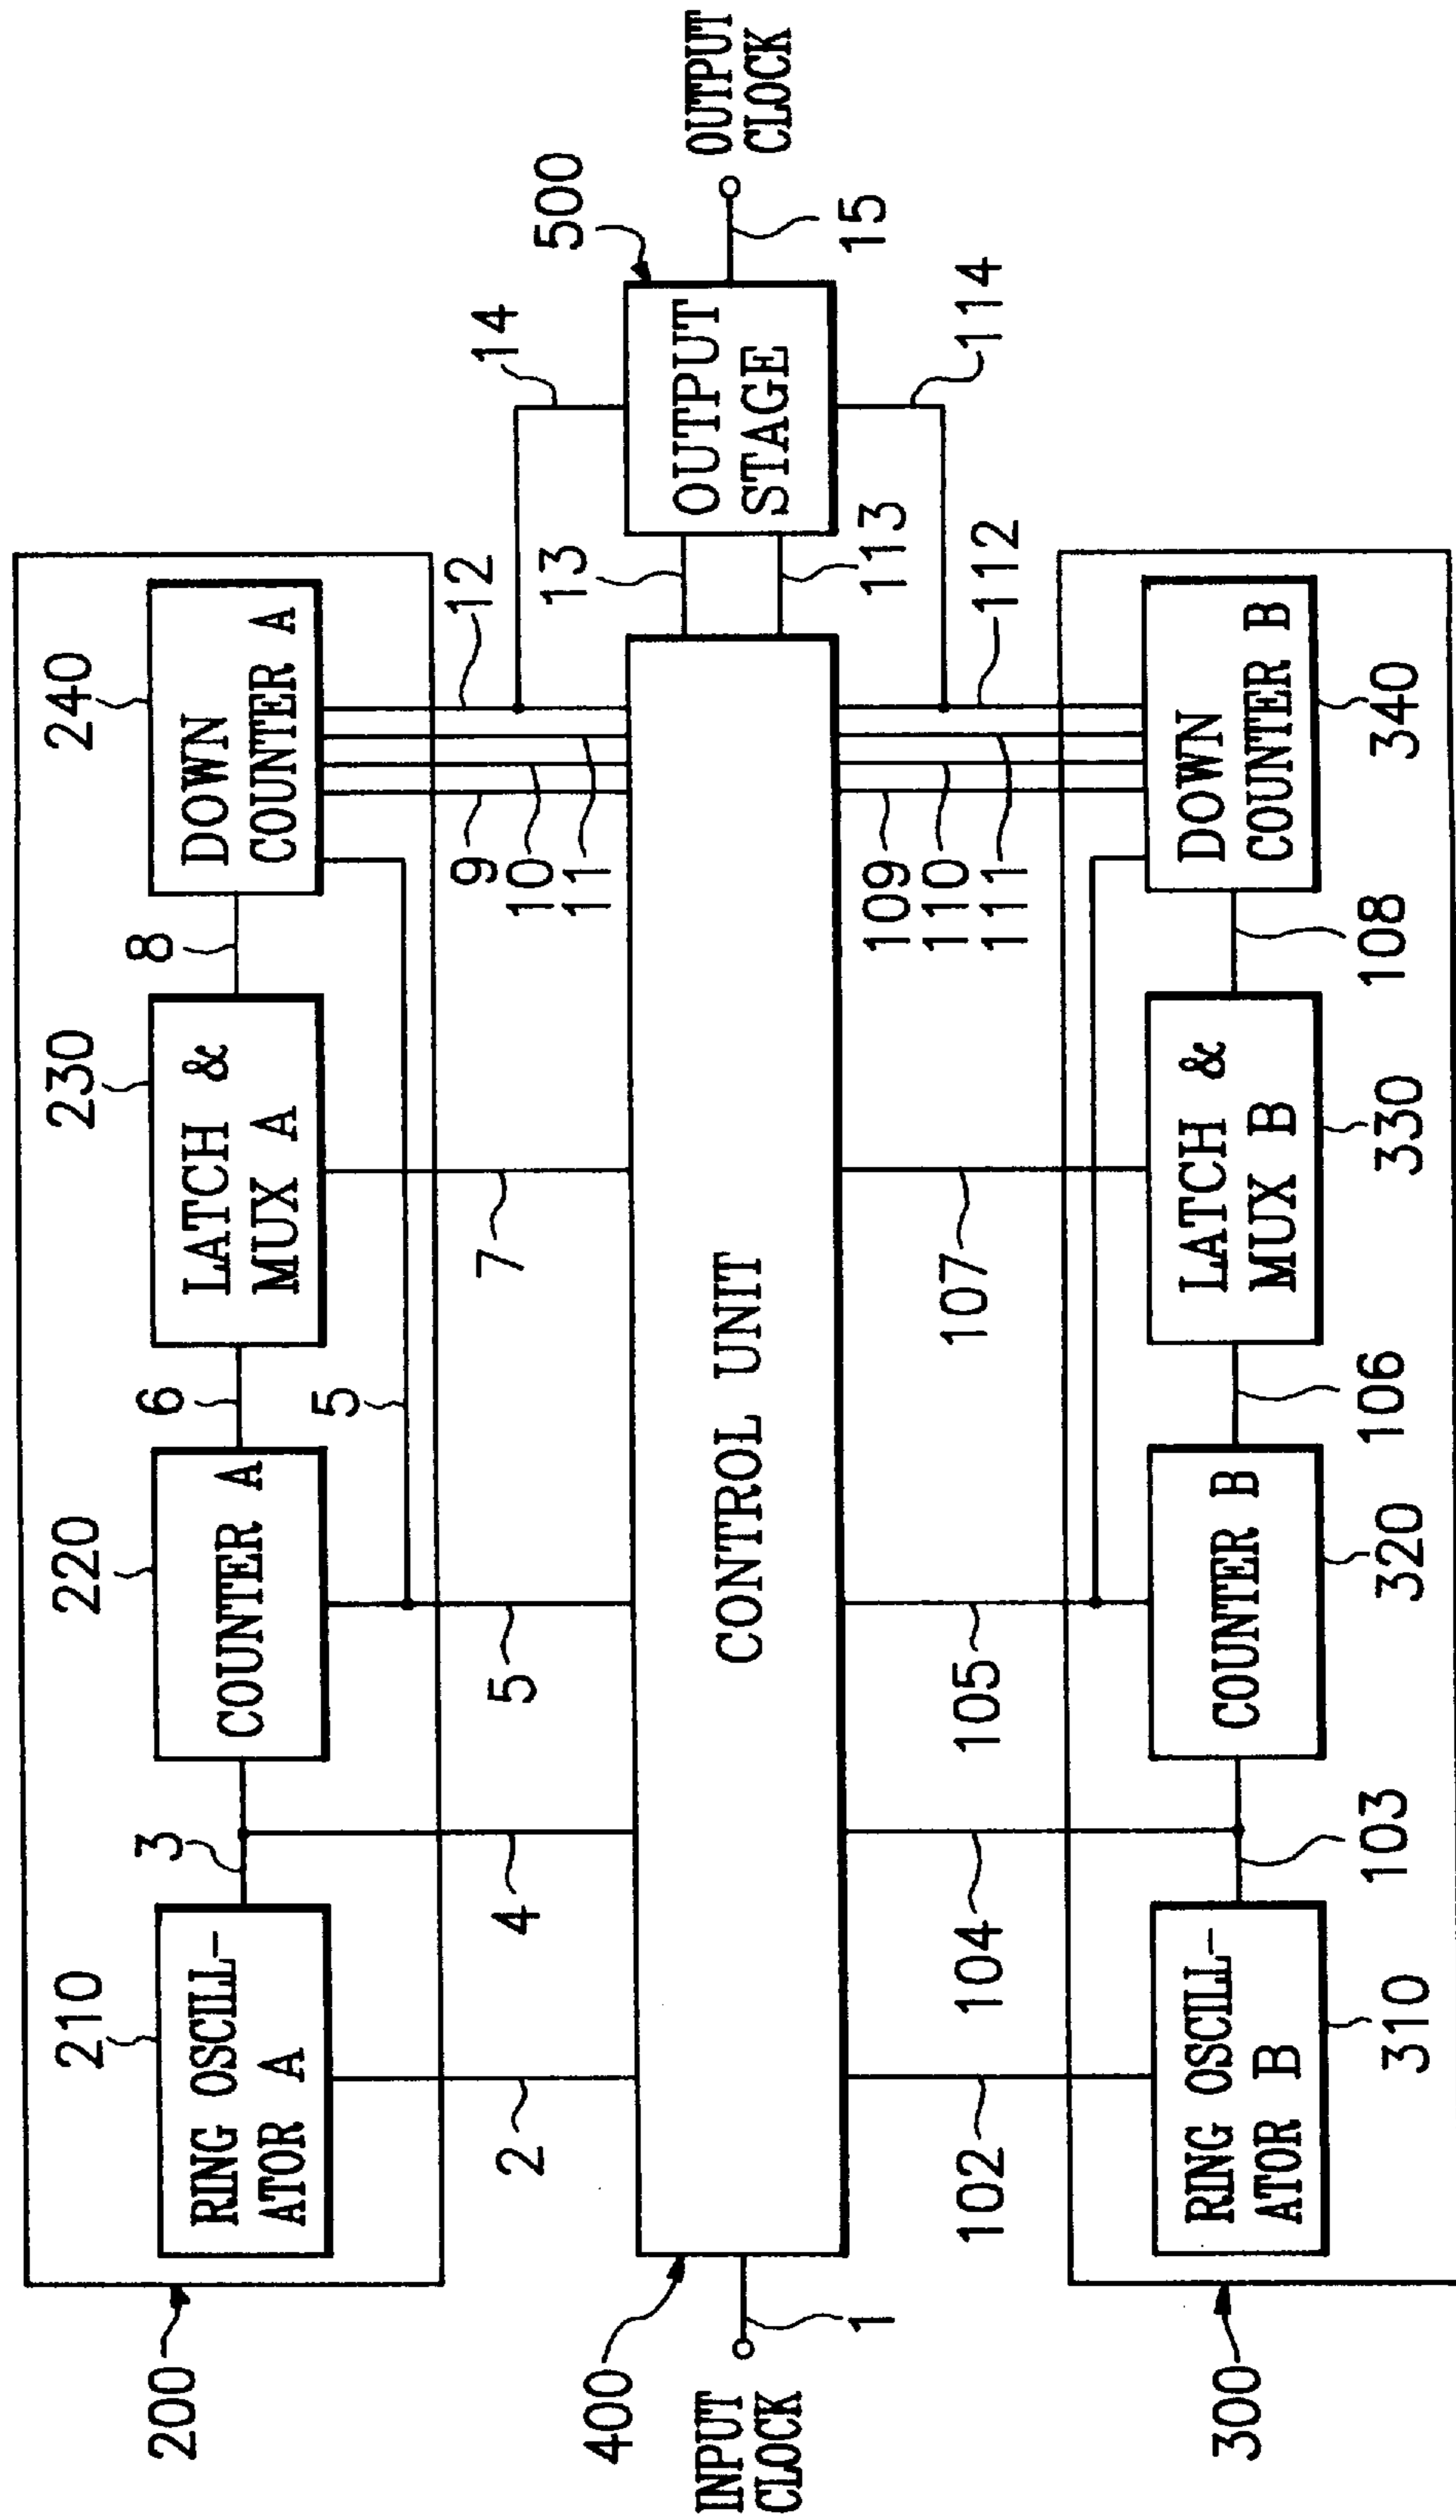 200
210
220
230
240
RING OSCILL-
ATOR A
3
COUNTER A
6
LATCH &
MUX A
8
DOWN
COUNTER A
5
2
4
5
7
9
10
11
12
14
500
400
INPUT
CLOCK
1
CONTROL UNIT
13
113
OUTPUT
STAGE
OUTPUT
CLOCK
15
114
102
104
105
107
109
110
111
112
300
RING OSCILL-
ATOR B
COUNTER B
LATCH &
MUX B
DOWN
COUNTER B
310
103
320
106
330
108
340